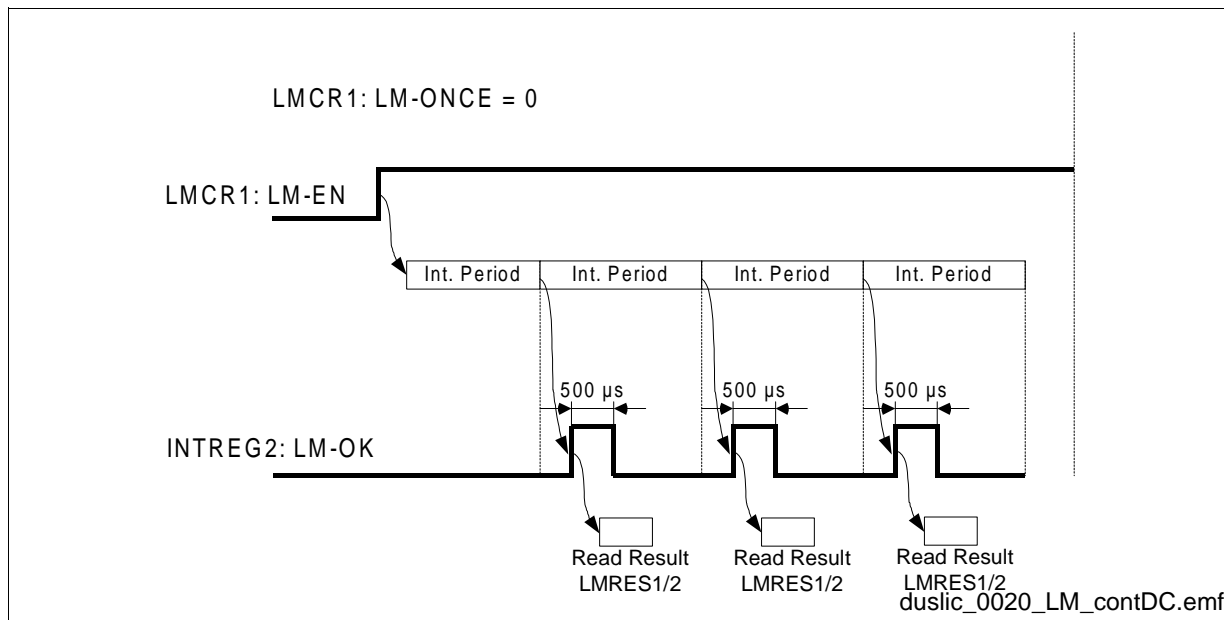 LMCR1: LM-ONCE = 0
LMCR1: LM-EN
Int. Period Int. Period Int. Period Int. Period
500 µs 500 µs 500 µs
INTREG2: LM-OK
Read Result Read Result Read Result
LMRES1/2 LMRES1/2 LMRES1/2
duslic_0020_LM_contDC.emf